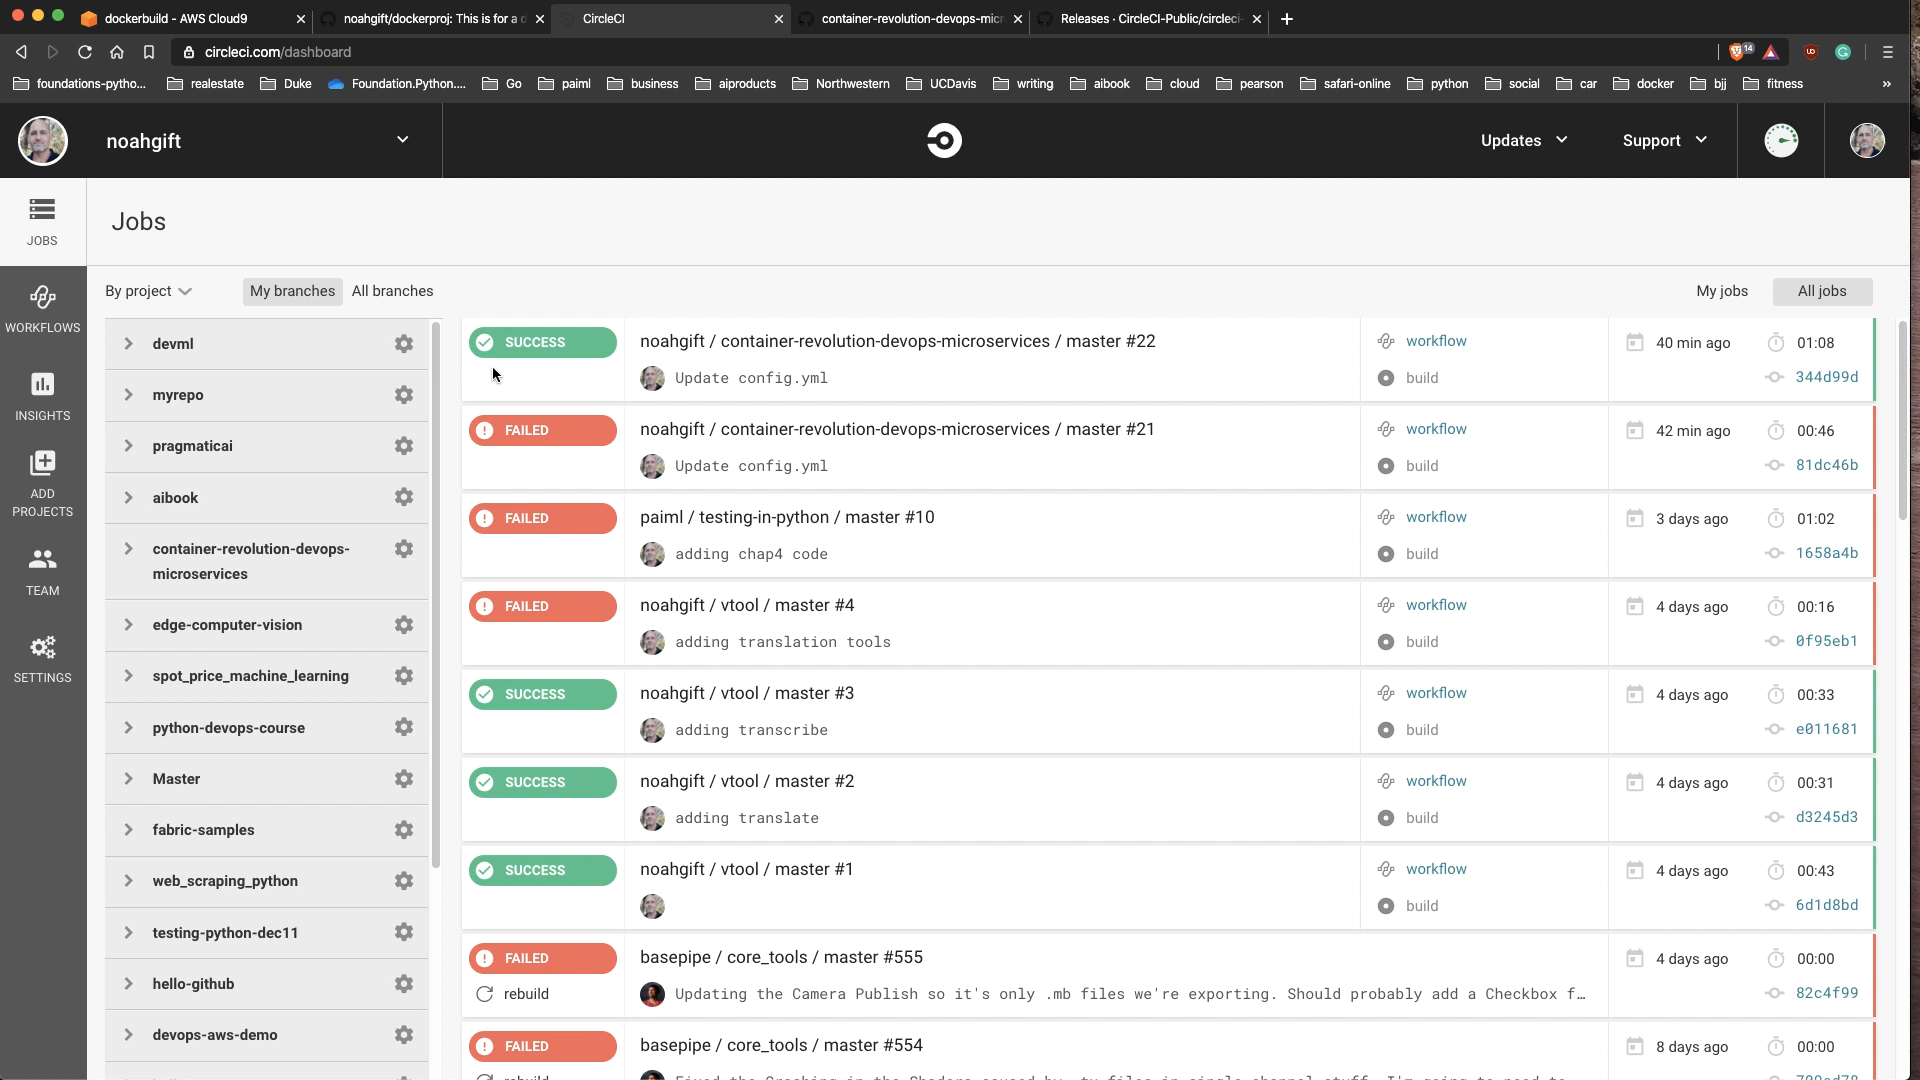 dockerbuild - AWS Cloud9
noahgift/dockerproj: This is for a d
CircleCI
container-revolution-devops-micr
Releases · CircleCI-Public/circleci-
circleci.com/dashboard
14
foundations-pytho...
realestate
Duke
Foundation.Python....
Go
paiml
business
aiproducts
Northwestern
UCDavis
writing
aibook
cloud
pearson
safari-online
python
social
car
docker
bjj
fitness
»
noahgift
Updates
Support
JOBS
WORKFLOWS
INSIGHTS
ADD
PROJECTS
TEAM
SETTINGS
Jobs
By project
My branches
All branches
My jobs
All jobs
devml
myrepo
pragmaticai
aibook
container-revolution-devops-
microservices
edge-computer-vision
spot_price_machine_learning
python-devops-course
Master
fabric-samples
web_scraping_python
testing-python-dec11
hello-github
devops-aws-demo
SUCCESS noahgift / container-revolution-devops-microservices / master #22 workflow 40 min ago 01:08
Update config.yml build 344d99d
FAILED noahgift / container-revolution-devops-microservices / master #21 workflow 42 min ago 00:46
Update config.yml build 81dc46b
FAILED paiml / testing-in-python / master #10 workflow 3 days ago 01:02
adding chap4 code build 1658a4b
FAILED noahgift / vtool / master #4 workflow 4 days ago 00:16
adding translation tools build 0f95eb1
SUCCESS noahgift / vtool / master #3 workflow 4 days ago 00:33
adding transcribe build e011681
SUCCESS noahgift / vtool / master #2 workflow 4 days ago 00:31
adding translate build d3245d3
SUCCESS noahgift / vtool / master #1 workflow 4 days ago 00:43
build 6d1d8bd
FAILED basepipe / core_tools / master #555 4 days ago 00:00
rebuild Updating the Camera Publish so it's only .mb files we're exporting. Should probably add a Checkbox f… 82c4f99
FAILED basepipe / core_tools / master #554 8 days ago 00:00